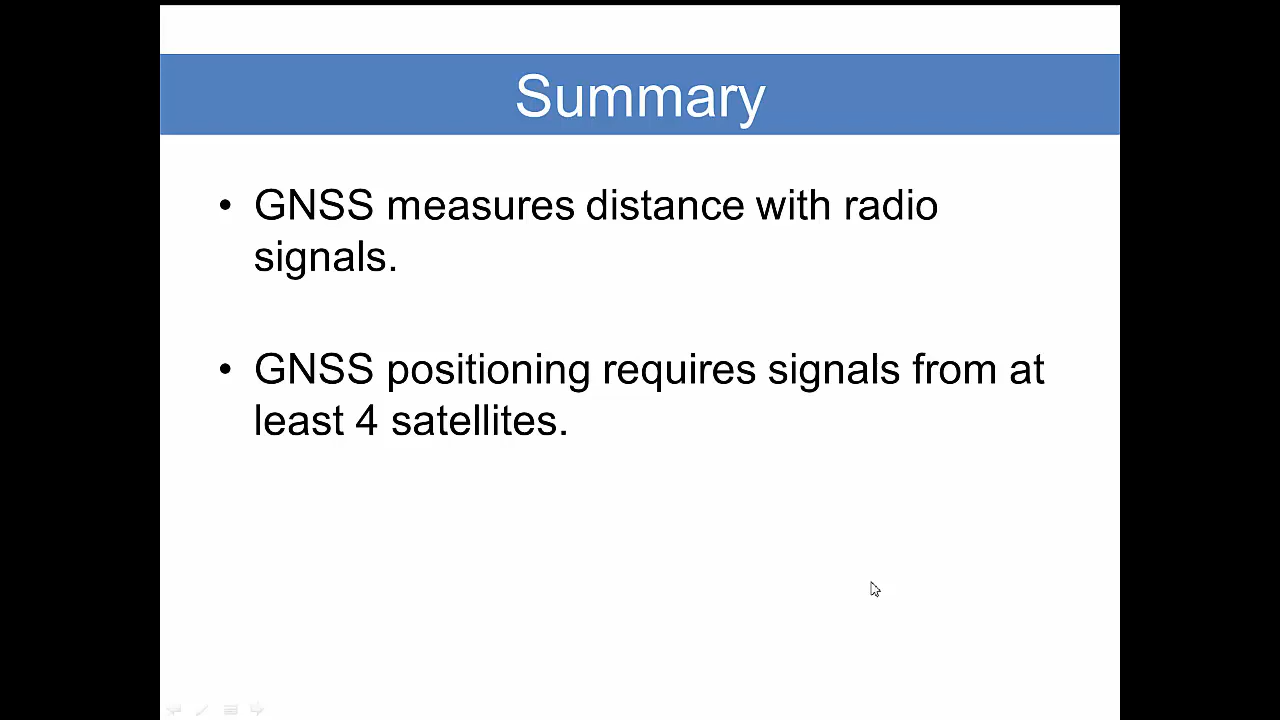 Summary
• GNSS measures distance with radio
signals.
• GNSS positioning requires signals from at
least 4 satellites.